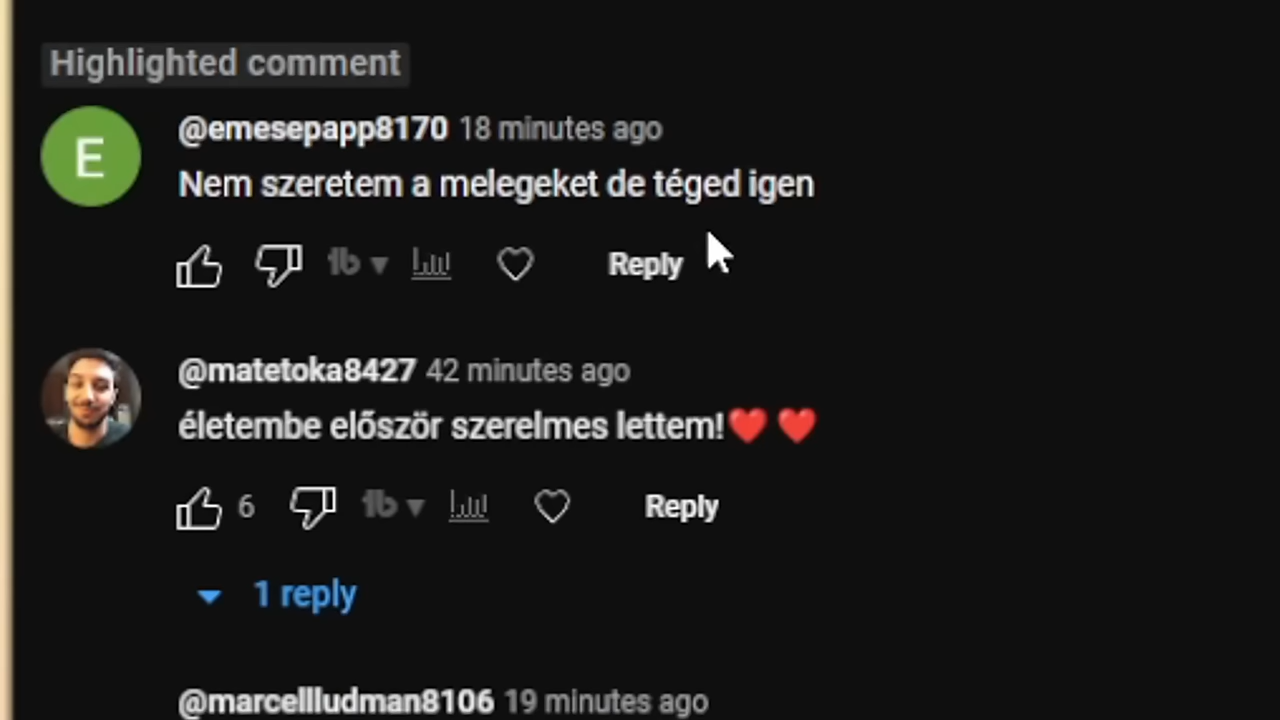 Highlighted comment
E
@emesepapp8170 18 minutes ago
Nem szeretem a melegeket de téged igen
Reply
@matetoka8427 42 minutes ago
életembe először szerelmes lettem!❤️ ❤️
6
Reply
1 reply
@marcellludman8106 19 minutes ago